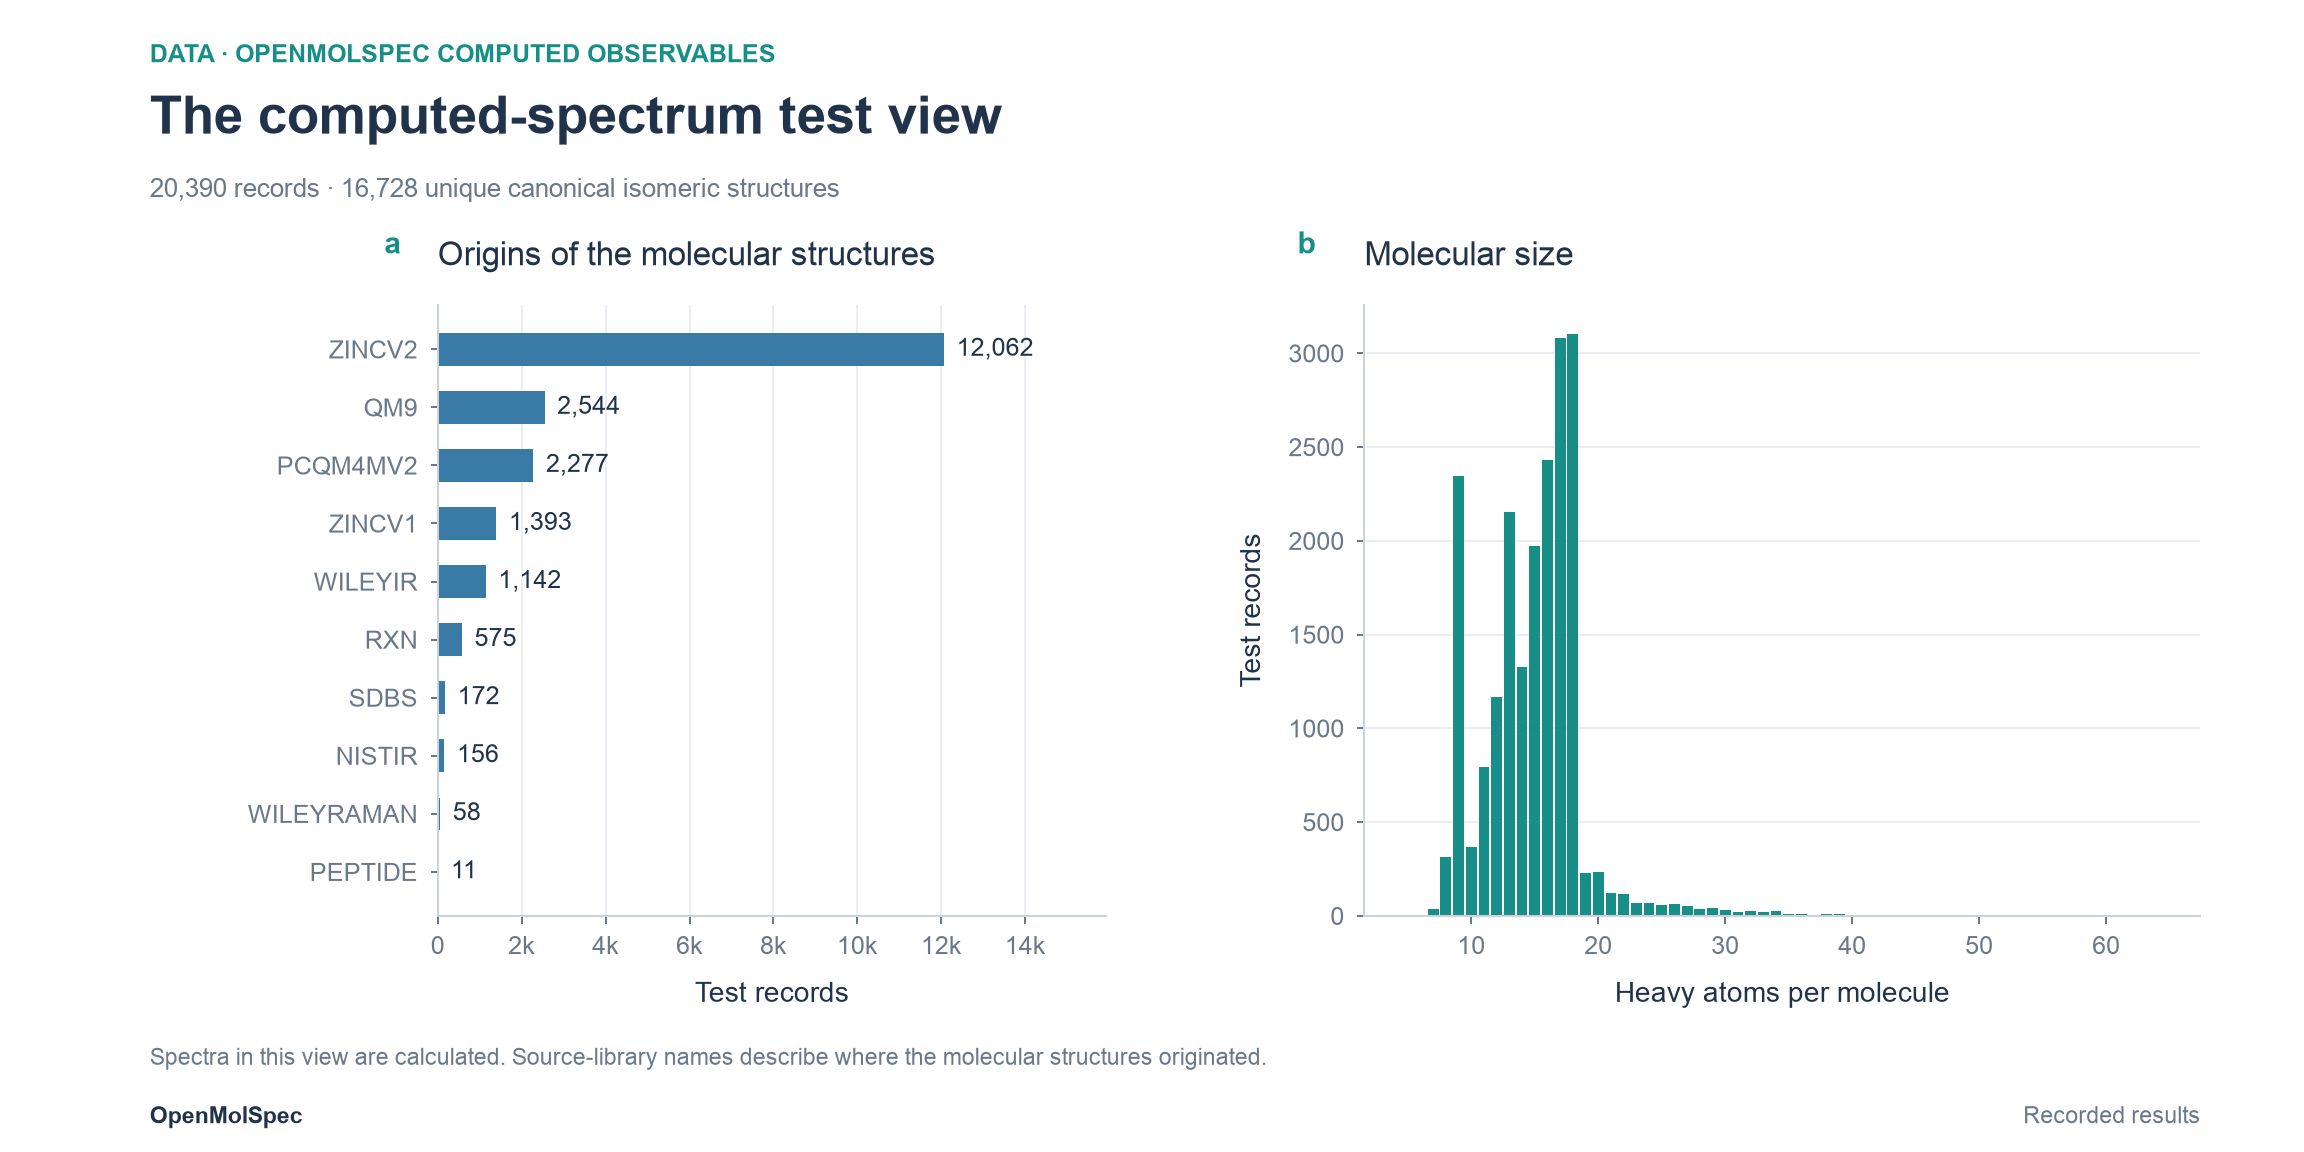 DATA · OPENMOLSPEC COMPUTED OBSERVABLES
The computed-spectrum test view
20,390 records · 16,728 unique canonical isomeric structures
a Origins of the molecular structures
ZINCV2 12,062
QM9 2,544
PCQM4MV2 2,277
ZINCV1 1,393
WILEYIR 1,142
RXN 575
SDBS 172
NISTIR 156
WILEYRAMAN 58
PEPTIDE 11
0 2k 4k 6k 8k 10k 12k 14k
Test records
b Molecular size
3000
2500
2000
1500
1000
500
0
Test records
10 20 30 40 50 60
Heavy atoms per molecule
Spectra in this view are calculated. Source-library names describe where the molecular structures originated.
OpenMolSpec
Recorded results